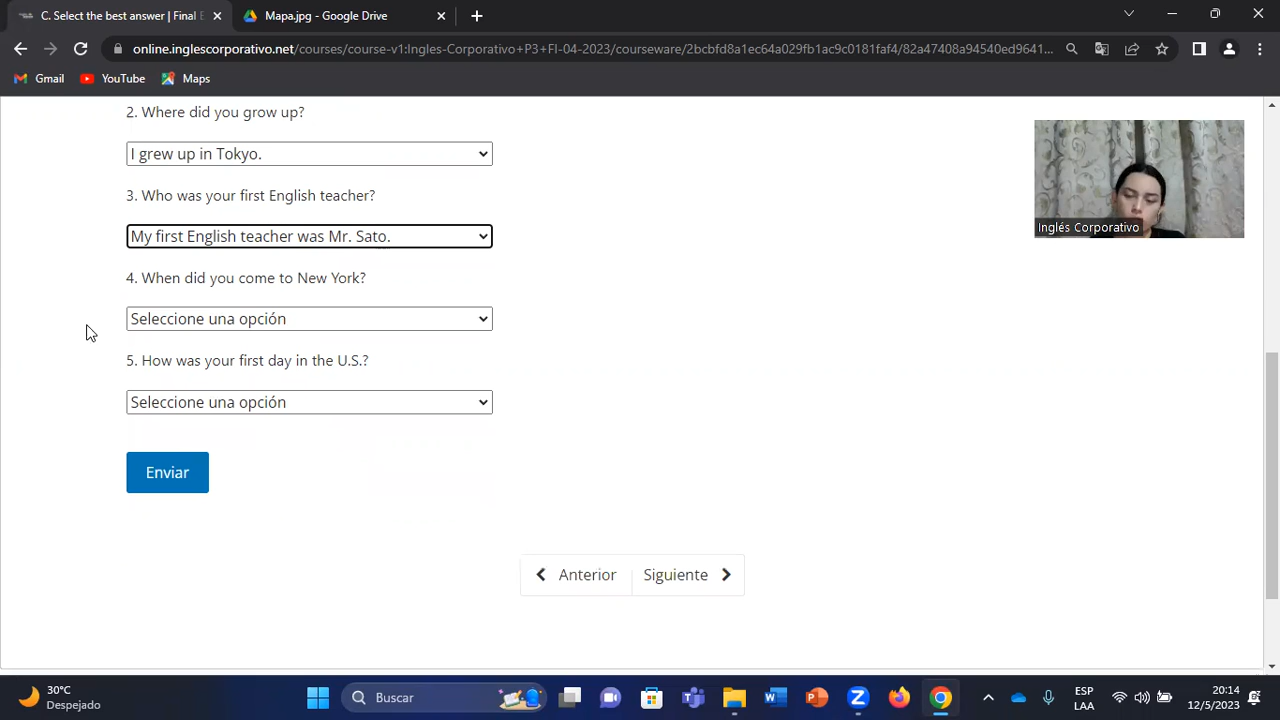 C. Select the best answer | Final E
Mapa.jpg - Google Drive
online.inglescorporativo.net/courses/course-v1:Ingles-Corporativo+P3+FI-04-2023/courseware/2bcbfd8a1ec64a029fb1ac9c0181faf4/82a47408a94540ed9641...
Gmail
YouTube
Maps
2. Where did you grow up?
I grew up in Tokyo.
3. Who was your first English teacher?
My first English teacher was Mr. Sato.
4. When did you come to New York?
Seleccione una opción
5. How was your first day in the U.S.?
Seleccione una opción
Enviar
Anterior
Siguiente
Inglés Corporativo
30°C
Despejado
Buscar
ESP
LAA
20:14
12/5/2023